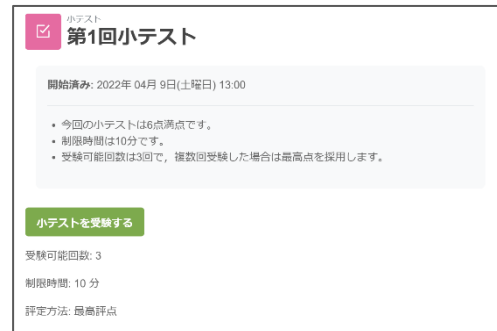 小テスト
第1回小テスト
開始済み: 2022年 04月 9日(土曜日) 13:00
今回の小テストは6点満点です。
制限時間は10分です。
受験可能回数は3回で，複数回受験した場合は最高点を採用します。
小テストを受験する
受験可能回数: 3
制限時間: 10 分
評定方法: 最高評点